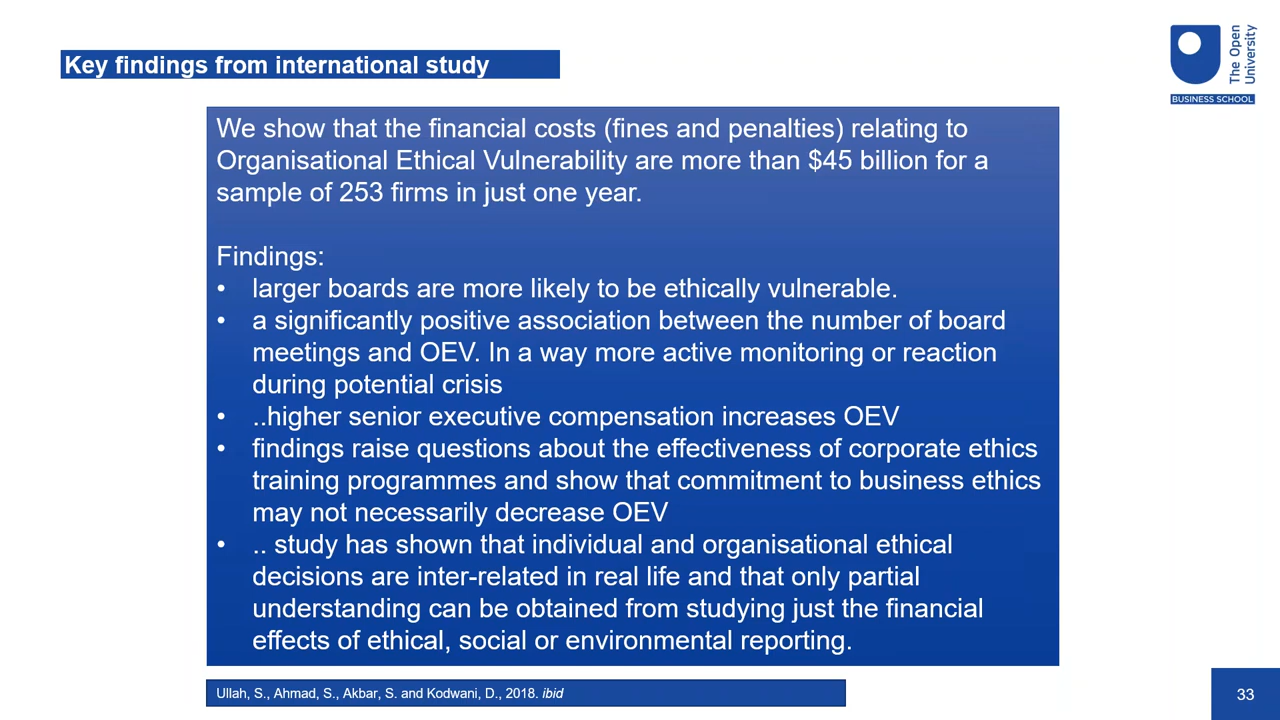 Key findings from international study
The Open
University
BUSINESS SCHOOL
We show that the financial costs (fines and penalties) relating to
Organisational Ethical Vulnerability are more than $45 billion for a
sample of 253 firms in just one year.
Findings:
• larger boards are more likely to be ethically vulnerable.
• a significantly positive association between the number of board
meetings and OEV. In a way more active monitoring or reaction
during potential crisis
• ..higher senior executive compensation increases OEV
• findings raise questions about the effectiveness of corporate ethics
training programmes and show that commitment to business ethics
may not necessarily decrease OEV
• .. study has shown that individual and organisational ethical
decisions are inter-related in real life and that only partial
understanding can be obtained from studying just the financial
effects of ethical, social or environmental reporting.
Ullah, S., Ahmad, S., Akbar, S. and Kodwani, D., 2018. ibid
33